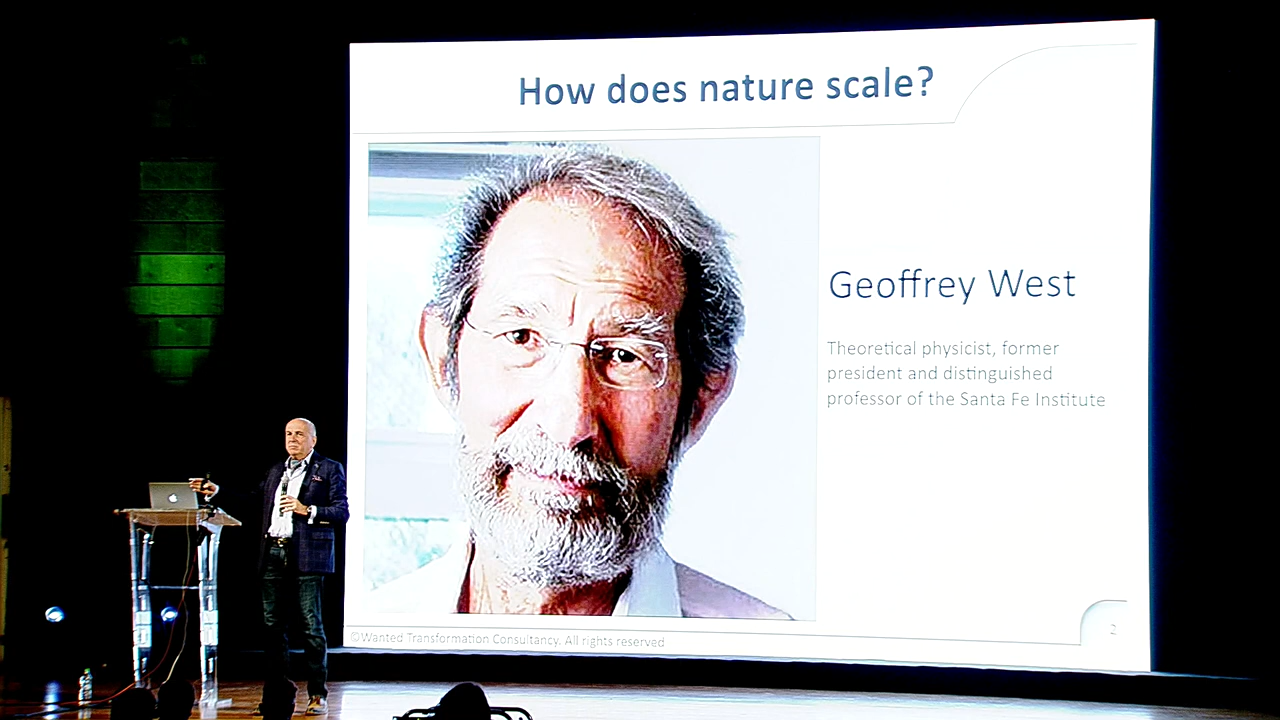 How does nature scale?
Geoffrey West
Theoretical physicist, former
president and distinguished
professor of the Santa Fe Institute
©Wanted Transformation Consultancy. All rights reserved
2